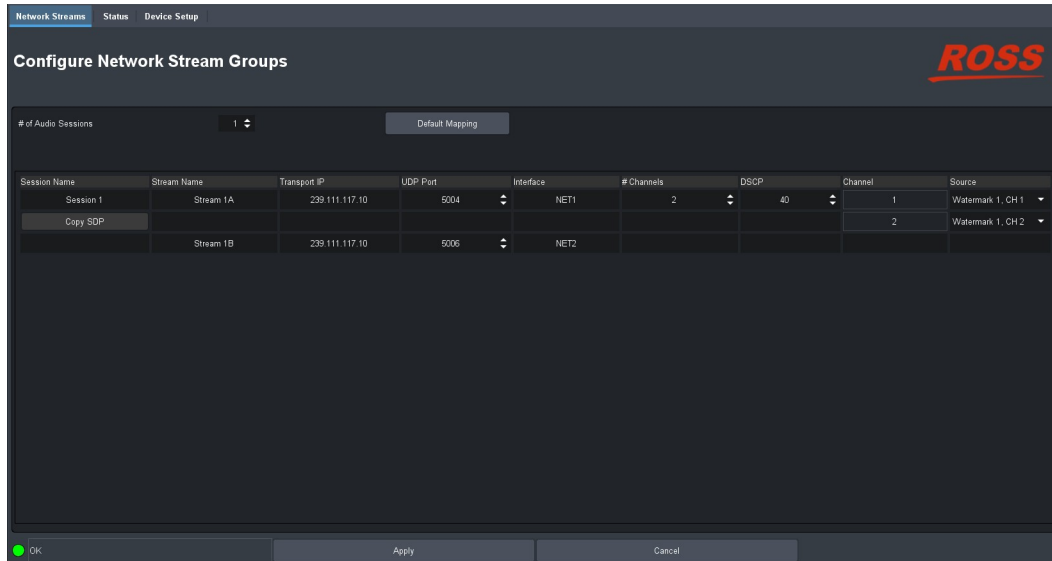 Network Streams Status Device Setup
Configure Network Stream Groups
ROSS
# of Audio Sessions 1 Default Mapping
Session Name Stream Name Transport IP UDP Port Interface # Channels DSCP Channel Source
Session 1 Stream 1A 239.111.117.10 5004 NET1 2 40 1 Watermark 1, CH 1
Copy SDP 2 Watermark 1, CH 2
Stream 1B 239.111.117.10 5006 NET2
OK Apply Cancel